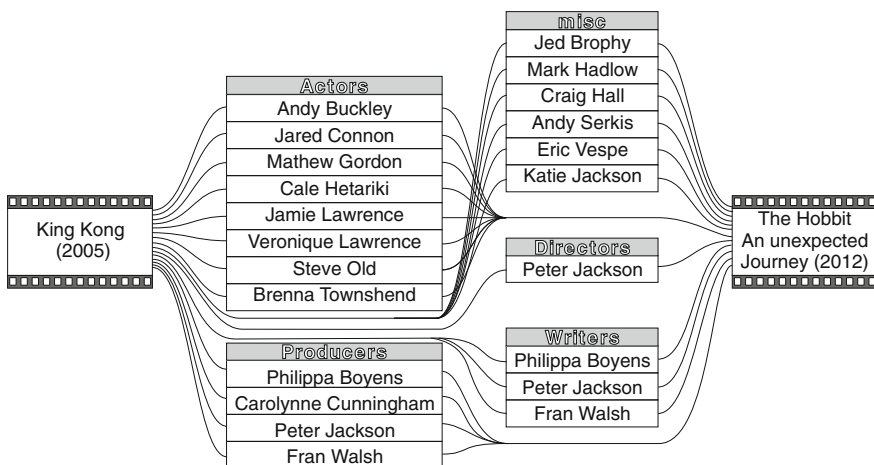 King Kong
(2005)
Actors
Andy Buckley
Jared Connon
Mathew Gordon
Cale Hetariki
Jamie Lawrence
Veronique Lawrence
Steve Old
Brenna Townshend
Producers
Philippa Boyens
Carolynne Cunningham
Peter Jackson
Fran Walsh
misc
Jed Brophy
Mark Hadlow
Craig Hall
Andy Serkis
Eric Vespe
Katie Jackson
Directors
Peter Jackson
Writers
Philippa Boyens
Peter Jackson
Fran Walsh
The Hobbit
An unexpected
Journey (2012)